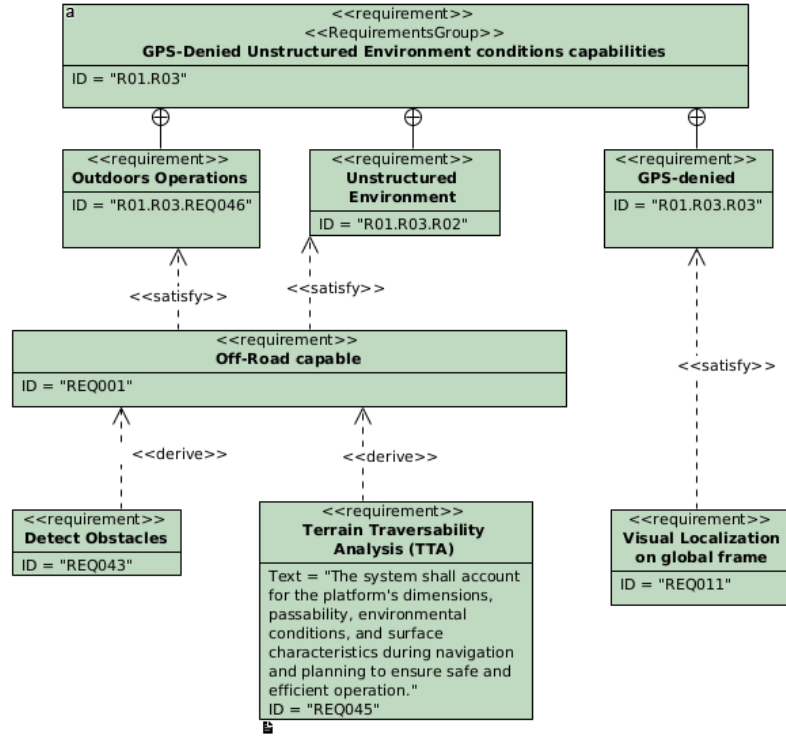 a
<<requirement>>
<<RequirementsGroup>>
GPS-Denied Unstructured Environment conditions capabilities
ID = "R01.R03"
<<requirement>>
Outdoors Operations
ID = "R01.R03.REQ046"
<<requirement>>
Unstructured
Environment
ID = "R01.R03.R02"
<<requirement>>
GPS-denied
ID = "R01.R03.R03"
<<satisfy>>
<<satisfy>>
<<satisfy>>
<<requirement>>
Off-Road capable
ID = "REQ001"
<<derive>>
<<derive>>
<<requirement>>
Detect Obstacles
ID = "REQ043"
<<requirement>>
Terrain Traversability
Analysis (TTA)
Text = "The system shall account
for the platform's dimensions,
passability, environmental
conditions, and surface
characteristics during navigation
and planning to ensure safe and
efficient operation."
ID = "REQ045"
<<requirement>>
Visual Localization
on global frame
ID = "REQ011"